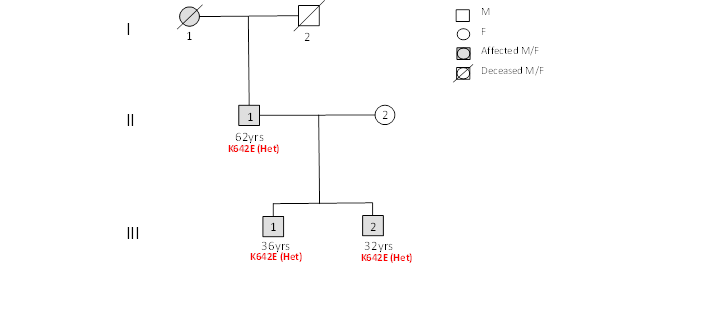 M
F
I
Affected M/F
1
2
Deceased M/F
II
1
2
62yrs
K642E (Het)
III
1
2
36yrs
32yrs
K642E (Het)
K642E (Het)